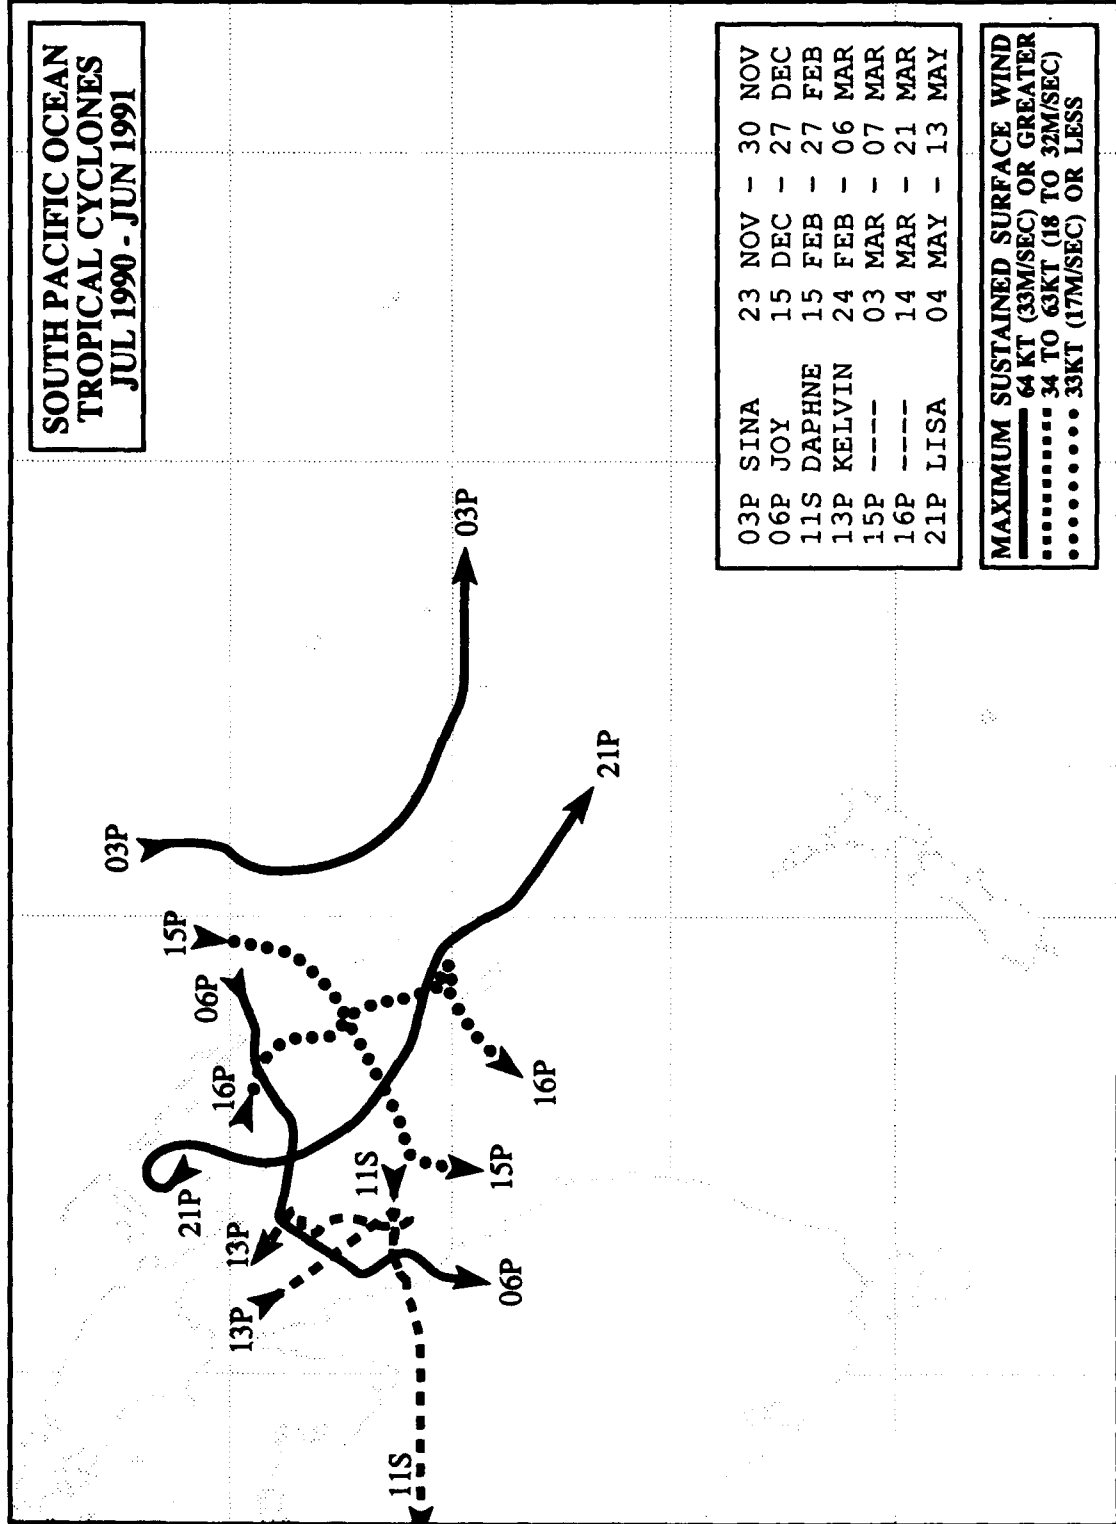 SOUTH PACIFIC OCEAN
TROPICAL CYCLONES
JUL 1990 - JUN 1991
03P
03P
15P
06P
16P
21P
21P
13P
13P
11S
11S
16P
15P
06P
03P SINA 23 NOV - 30 NOV
06P JOY 15 DEC - 27 DEC
11S DAPHNE 15 FEB - 27 FEB
13P KELVIN 24 FEB - 06 MAR
15P ---- 03 MAR - 07 MAR
16P ---- 14 MAR - 21 MAR
21P LISA 04 MAY - 13 MAY
MAXIMUM SUSTAINED SURFACE WIND
64 KT (33M/SEC) OR GREATER
34 TO 63KT (18 TO 32M/SEC)
33KT (17M/SEC) OR LESS